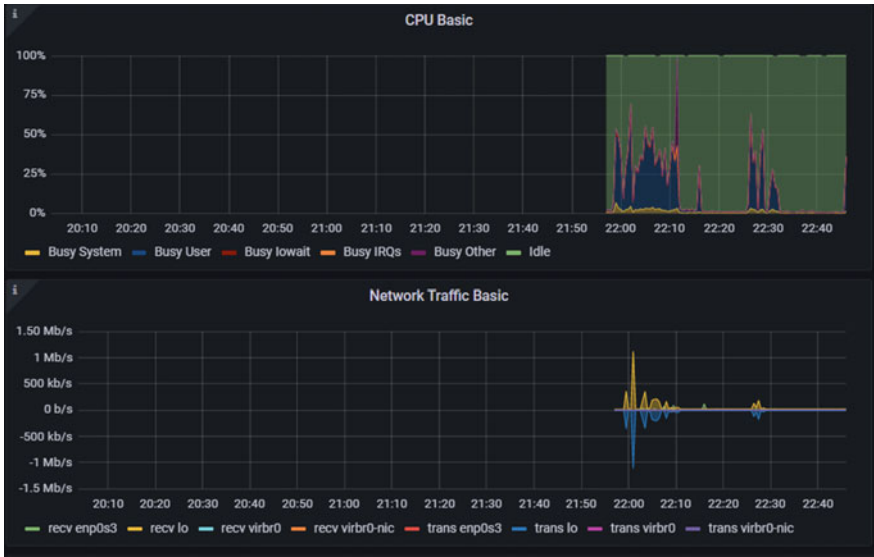 i
CPU Basic
100%
75%
50%
25%
0%
20:10 20:20 20:30 20:40 20:50 21:00 21:10 21:20 21:30 21:40 21:50 22:00 22:10 22:20 22:30 22:40
Busy System Busy User Busy Iowait Busy IRQs Busy Other Idle
i
Network Traffic Basic
1.50 Mb/s
1 Mb/s
500 kb/s
0 b/s
-500 kb/s
-1 Mb/s
-1.5 Mb/s
20:10 20:20 20:30 20:40 20:50 21:00 21:10 21:20 21:30 21:40 21:50 22:00 22:10 22:20 22:30 22:40
recv enp0s3 recv lo recv virbr0 recv virbr0-nic trans enp0s3 trans lo trans virbr0 trans virbr0-nic